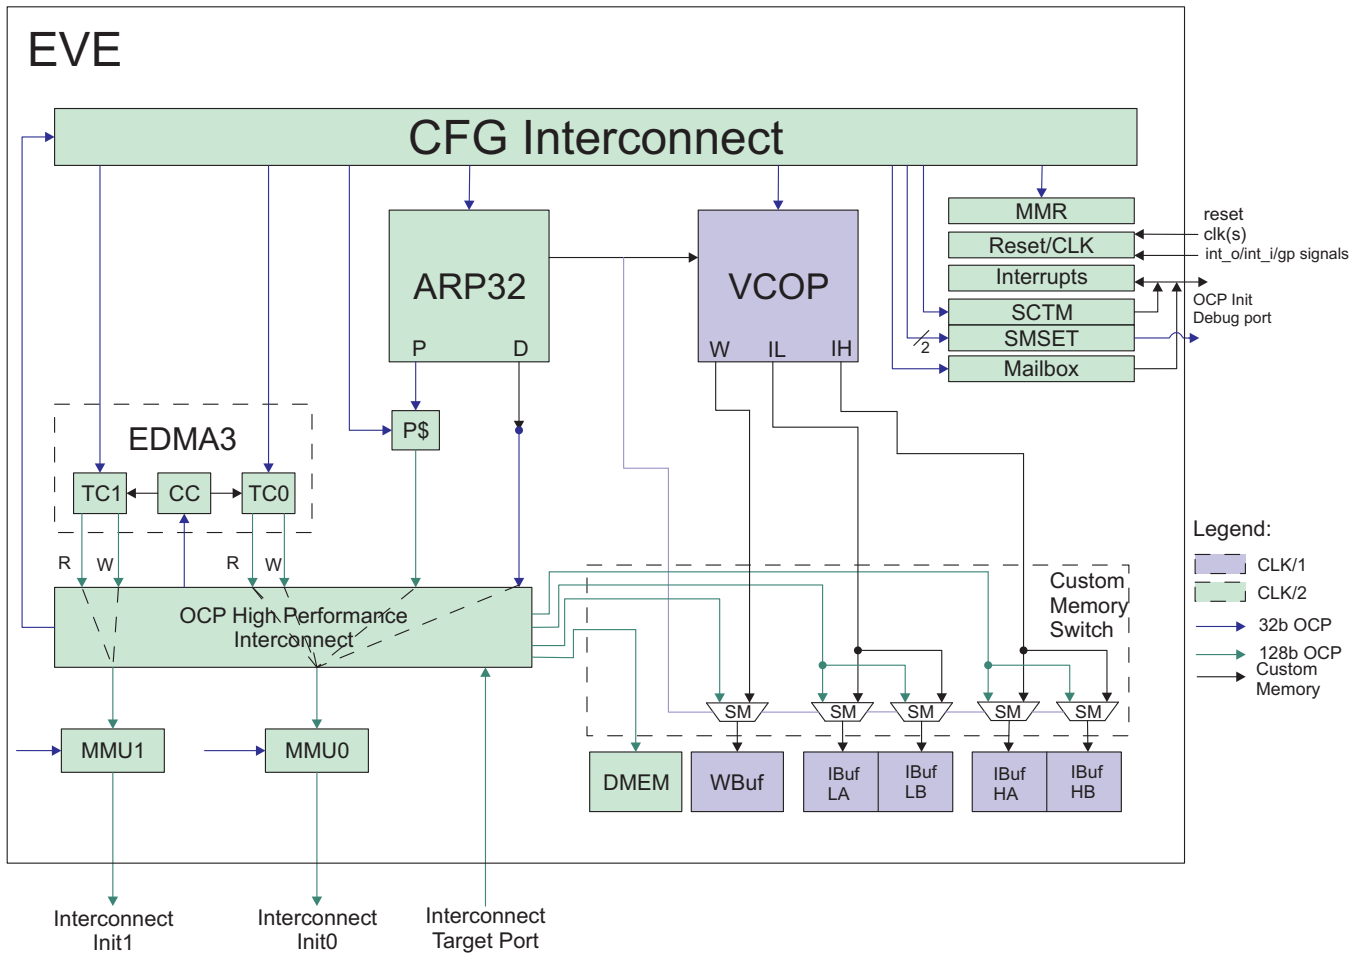 EVE
CFG Interconnect
MMR
Reset/CLK
Interrupts
SCTM
SMSET
Mailbox
2
reset
clk(s)
int_o/int_i/gp signals
OCP Init
Debug port
ARP32
P
D
VCOP
W
IL
IH
P$
EDMA3
TC1
CC
TC0
R
W
R
W
OCP High Performance
Interconnect
Custom
Memory
Switch
SM
SM
SM
SM
SM
MMU1
MMU0
DMEM
WBuf
IBuf
LA
IBuf
LB
IBuf
HA
IBuf
HB
Legend:
CLK/1
CLK/2
32b OCP
128b OCP
Custom
Memory
Interconnect
Init1
Interconnect
Init0
Interconnect
Target Port